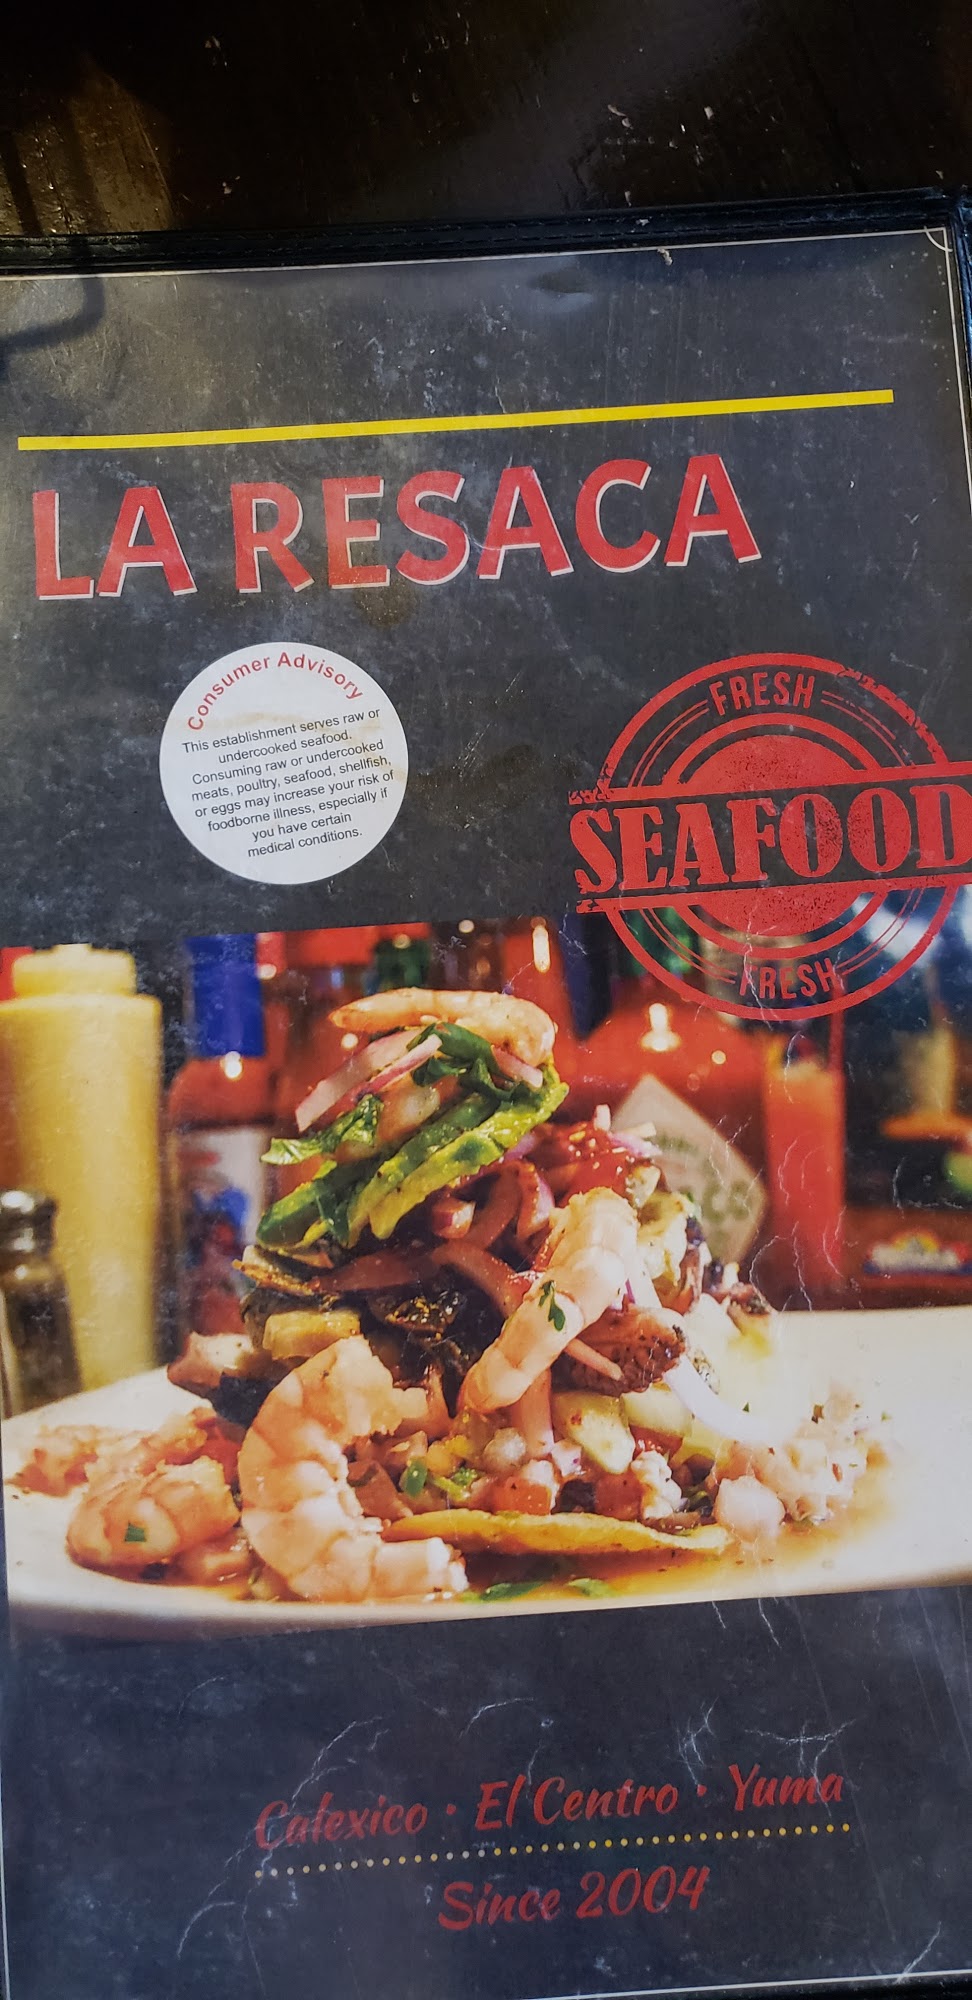 LA RESACA
Consumer Advisory
This establishment serves raw or
undercooked seafood.
Consuming raw or undercooked
meats, poultry, seafood, shellfish,
or eggs may increase your risk of
foodborne illness, especially if
you have certain
medical conditions.
FRESH
SEAFOOD
FRESH
Calexico · El Centro · Yuma
Since 2004